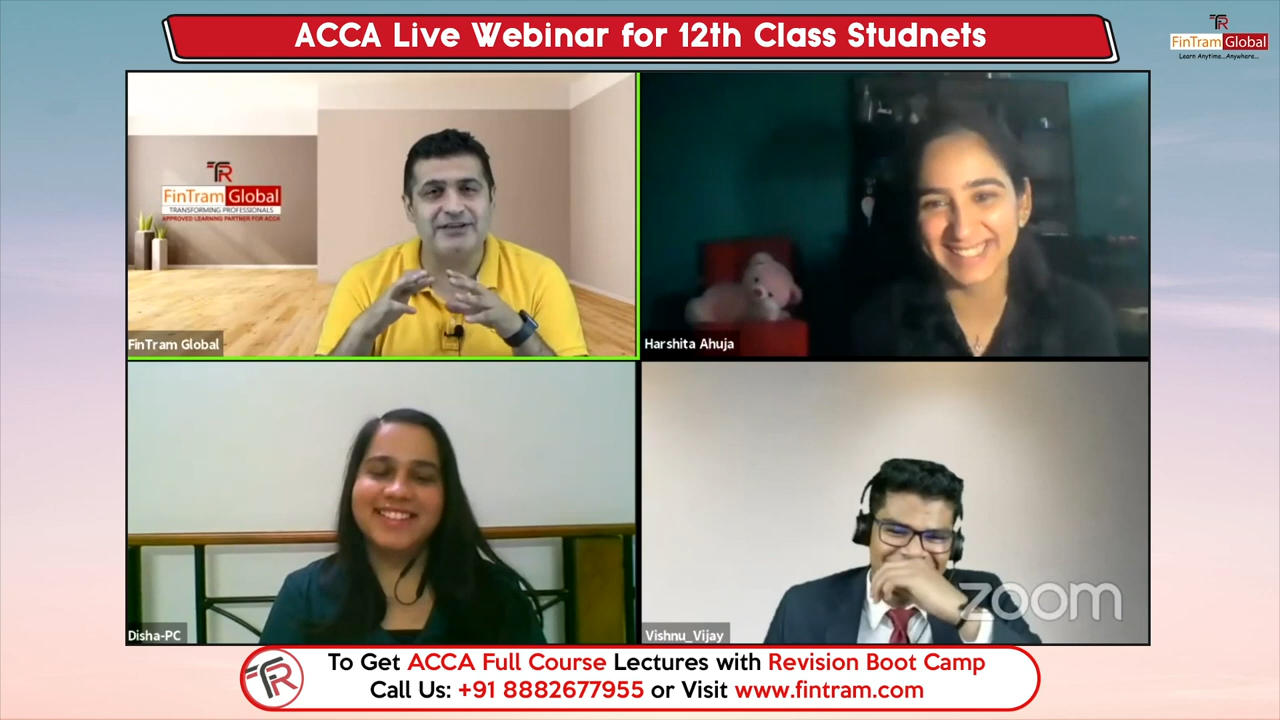 ACCA Live Webinar for 12th Class Studnets
FinTram Global
Learn Anytime...Anywhere...
FinTram Global
TRANSFORMING PROFESSIONALS
APPROVED LEARNING PARTNER FOR ACCA
FinTram Global
Harshita Ahuja
Disha-PC
Vishnu_Vijay
zoom
To Get ACCA Full Course Lectures with Revision Boot Camp
Call Us: +91 8882677955 or Visit www.fintram.com